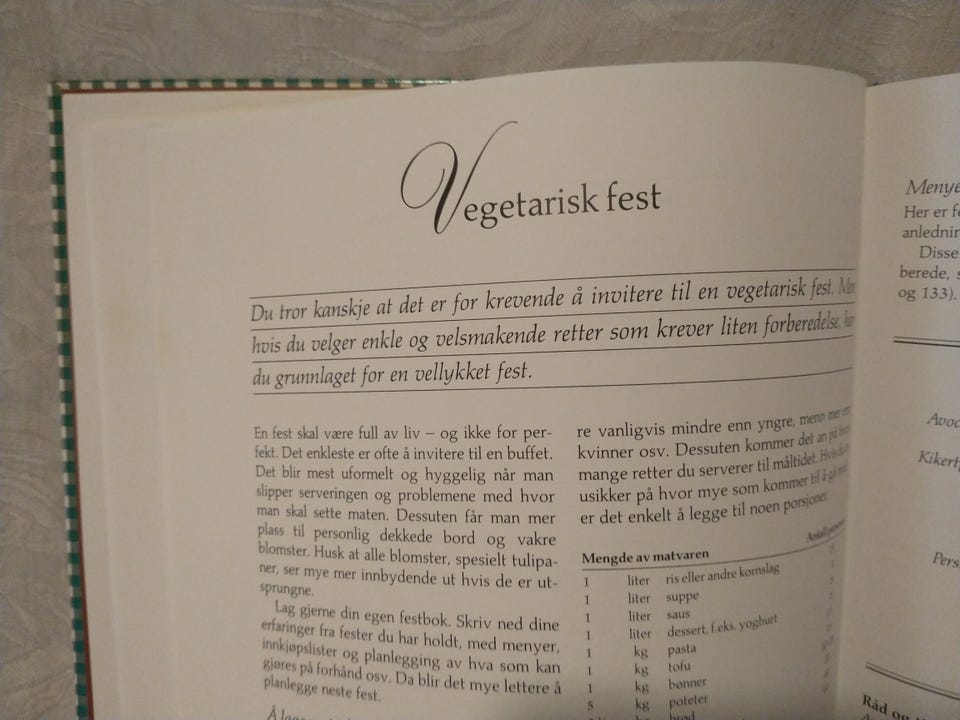 Vegetarisk fest
Du tror kanskje at det er for krevende å invitere til en vegetarisk fest. Men
hvis du velger enkle og velsmakende retter som krever liten forberedelse, har
du grunnlaget for en vellykket fest.
En fest skal være full av liv – og ikke for per-
fekt. Det enkleste er ofte å invitere til en buffet.
Det blir mest uformelt og hyggelig når man
slipper serveringen og problemene med hvor
man skal sette maten. Dessuten får man mer
plass til personlig dekkede bord og vakre
blomster. Husk at alle blomster, spesielt tulipa-
ner, ser mye mer innbydende ut hvis de er ut-
sprungne.
Lag gjerne din egen festbok. Skriv ned dine
erfaringer fra fester du har holdt, med menyer,
innkjøpslister og planlegging av hva som kan
gjøres på forhånd osv. Da blir det mye lettere å
planlegge neste fest.
re vanligvis mindre enn yngre, menn mer enn
kvinner osv. Dessuten kommer det an på hvor
mange retter du serverer til måltidet. Hvis du er
usikker på hvor mye som kommer til å gå med
er det enkelt å legge til noen porsjoner.
Mengde av matvaren Antall personer
1 liter ris eller andre kornslag
1 liter suppe
1 liter saus
1 liter dessert, f.eks. yoghurt
1 kg pasta
1 kg tofu
1 kg bønner
5 kg poteter
brød
Menye
Her er f
anlednin
Disse
berede, s
og 133).
Avoc
Kikert
Pers
Råd og